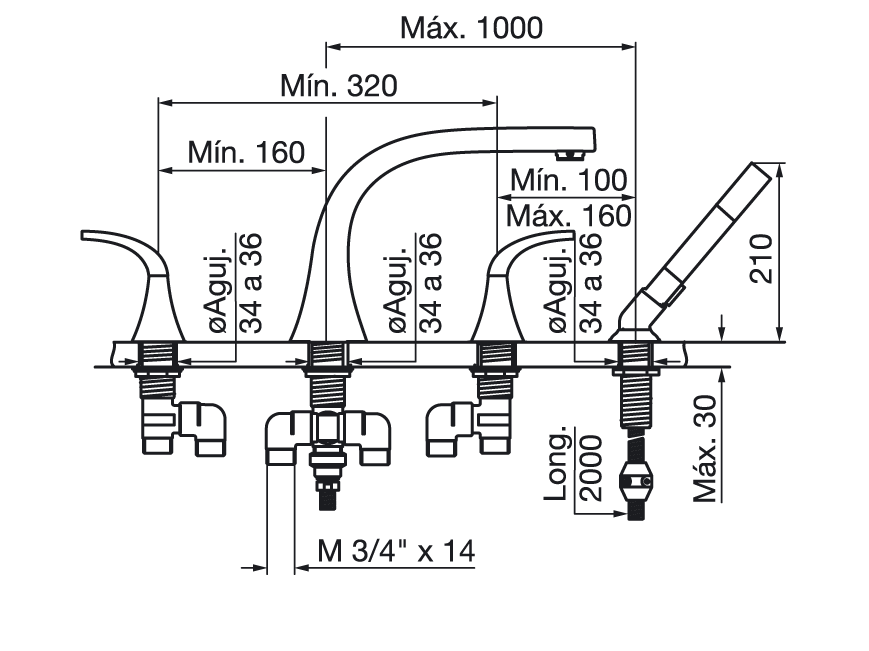 Máx. 1000
Mín. 320
Mín. 160
Mín. 100
Máx. 160
210
øAguj.
34 a 36
øAguj.
34 a 36
øAguj.
34 a 36
Máx. 30
Long.
2000
M 3/4" x 14